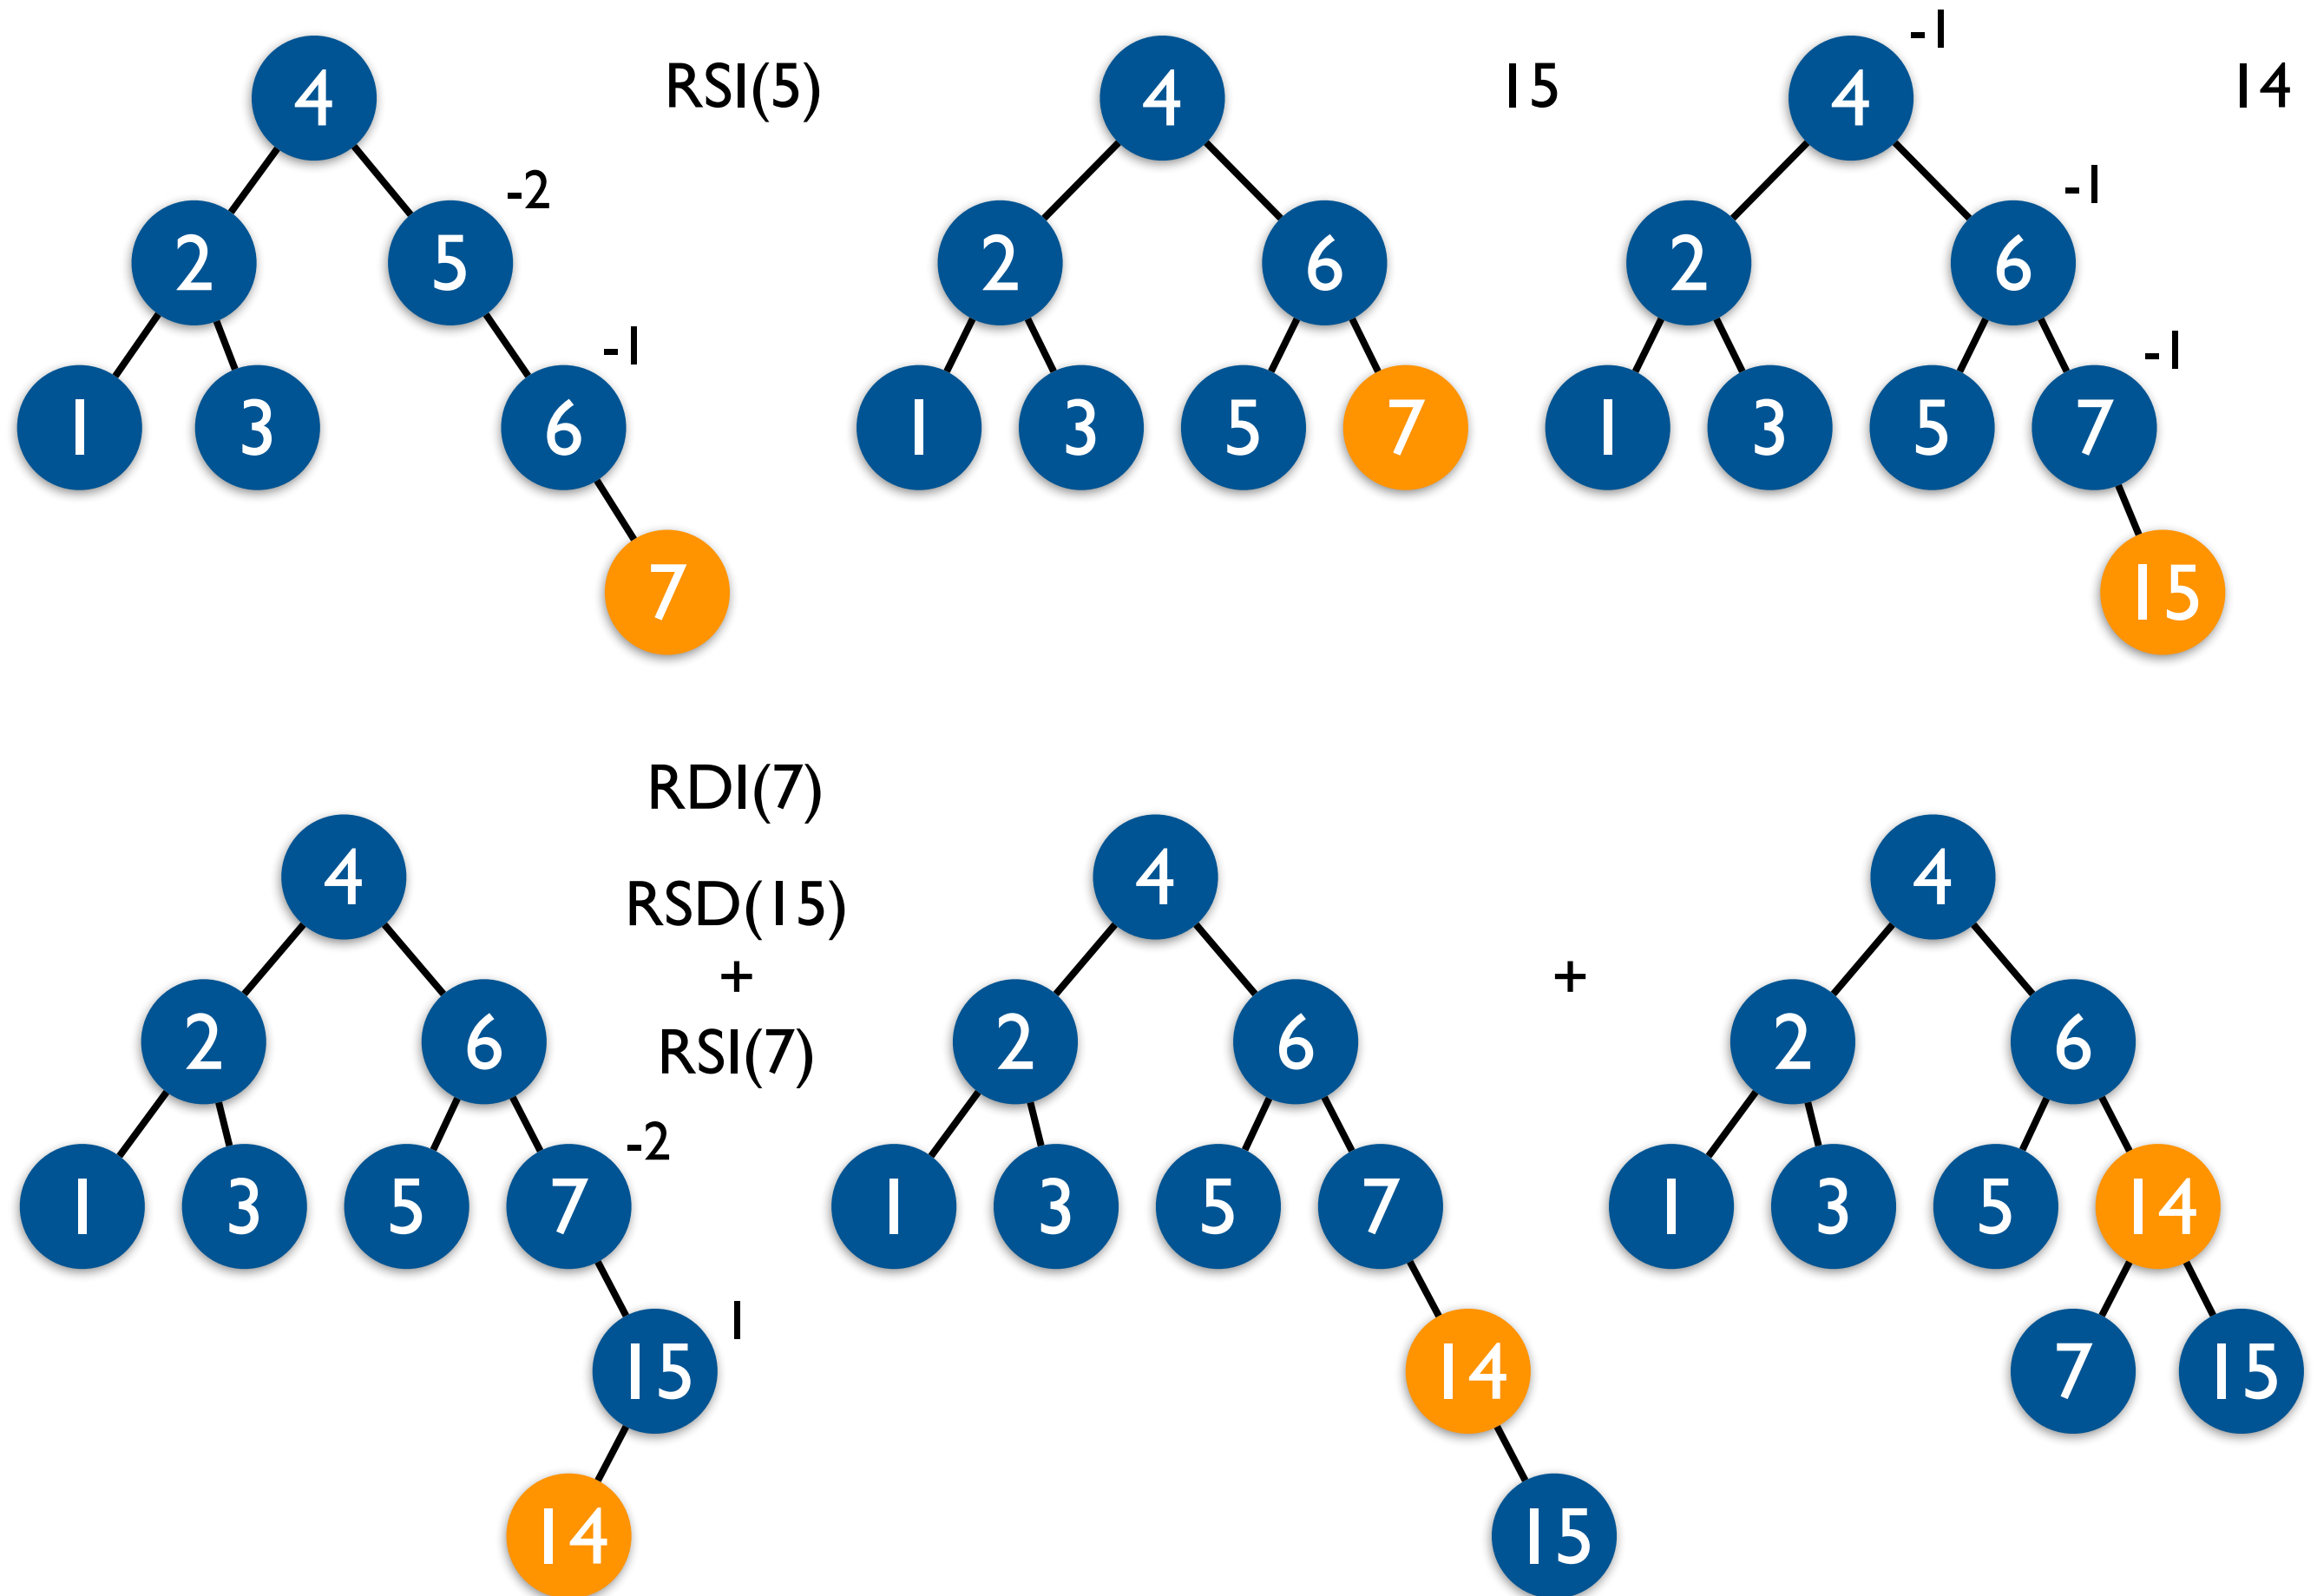 4 RSI(5) 4 15 4 -1 14
2 5 -2 2 6 2 6 -1
1 3 6 -1 1 3 5 7 1 3 5 7 -1
7 15
RDI(7)
4 RSD(15) 4 4
+ +
2 6 RSI(7) 2 6 2 6
1 3 5 7 -2 1 3 5 7 1 3 5 14
15 1 14 7 15
14 15